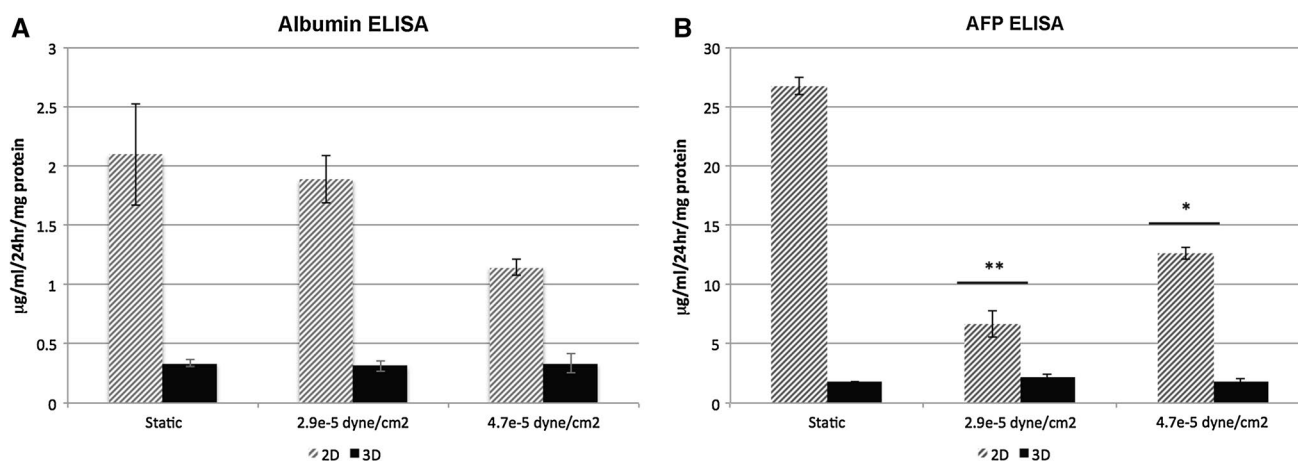 A
Albumin ELISA
μg/ml/24hr/mg protein
3
2.5
2
1.5
1
0.5
0
Static
2.9e-5 dyne/cm2
4.7e-5 dyne/cm2
2D
3D
B
AFP ELISA
μg/ml/24hr/mg protein
30
25
20
15
10
5
0
**
*
Static
2.9e-5 dyne/cm2
4.7e-5 dyne/cm2
2D
3D